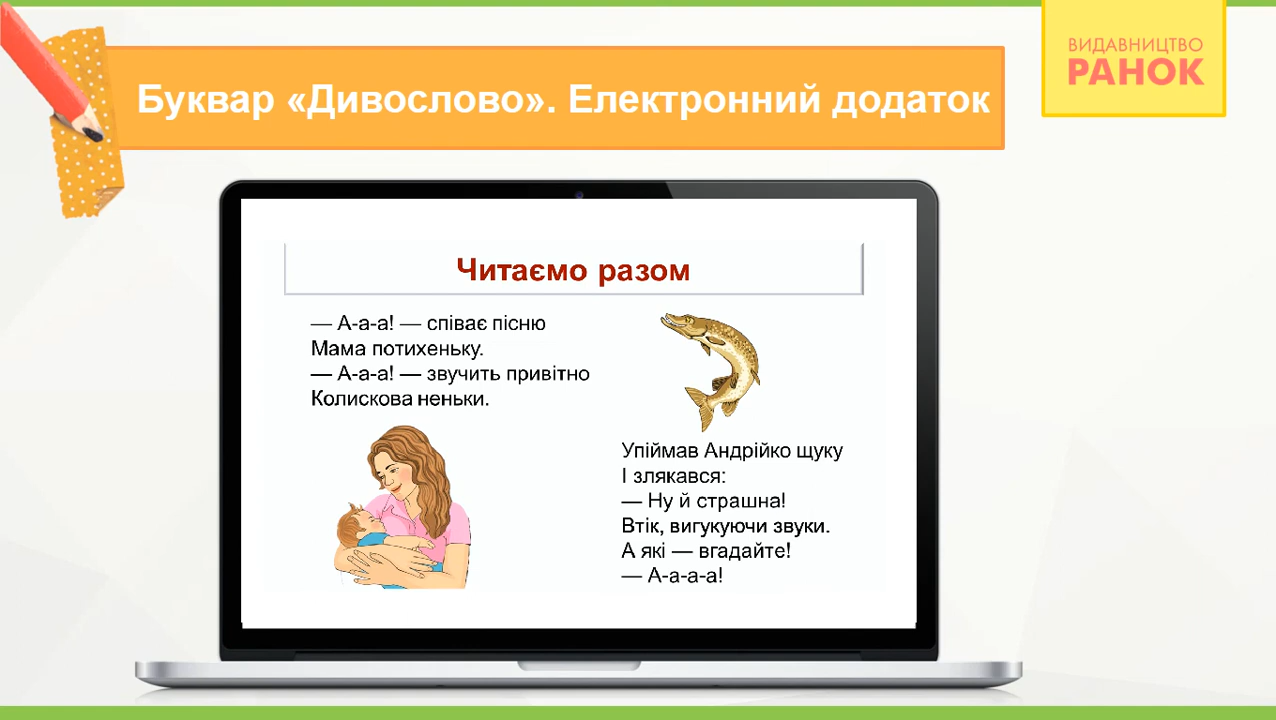 Буквар «Дивослово». Електронний додаток
ВИДАВНИЦТВО
РАНОК
Читаємо разом
— А-а-а! — співає пісню
Мама потихеньку.
— А-а-а! — звучить привітно
Колискова неньки.
Упіймав Андрійко щуку
І злякався:
— Ну й страшна!
Втік, вигукуючи звуки.
А які — вгадайте!
— А-а-а-а!